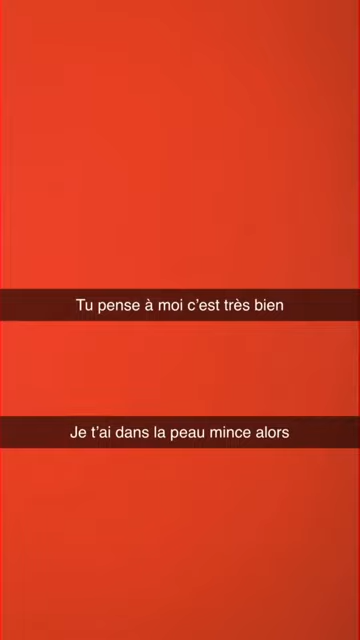 Tu pense à moi c’est très bien
Je t’ai dans la peau mince alors